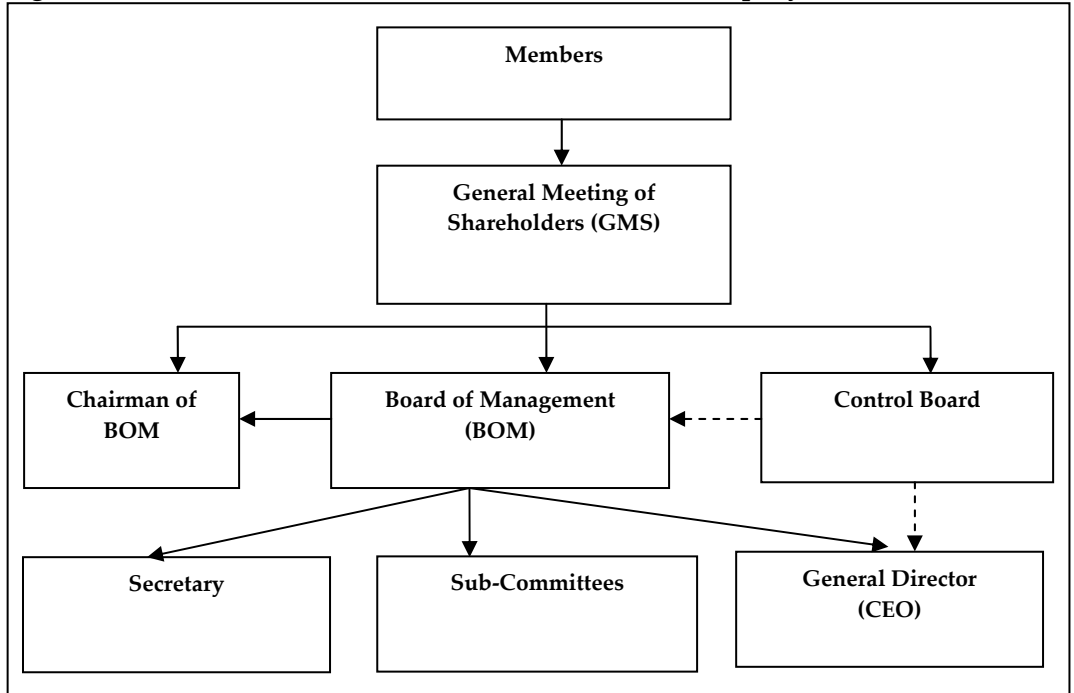 Members
General Meeting of
Shareholders (GMS)
Chairman of
BOM
Board of Management
(BOM)
Control Board
Secretary
Sub-Committees
General Director
(CEO)